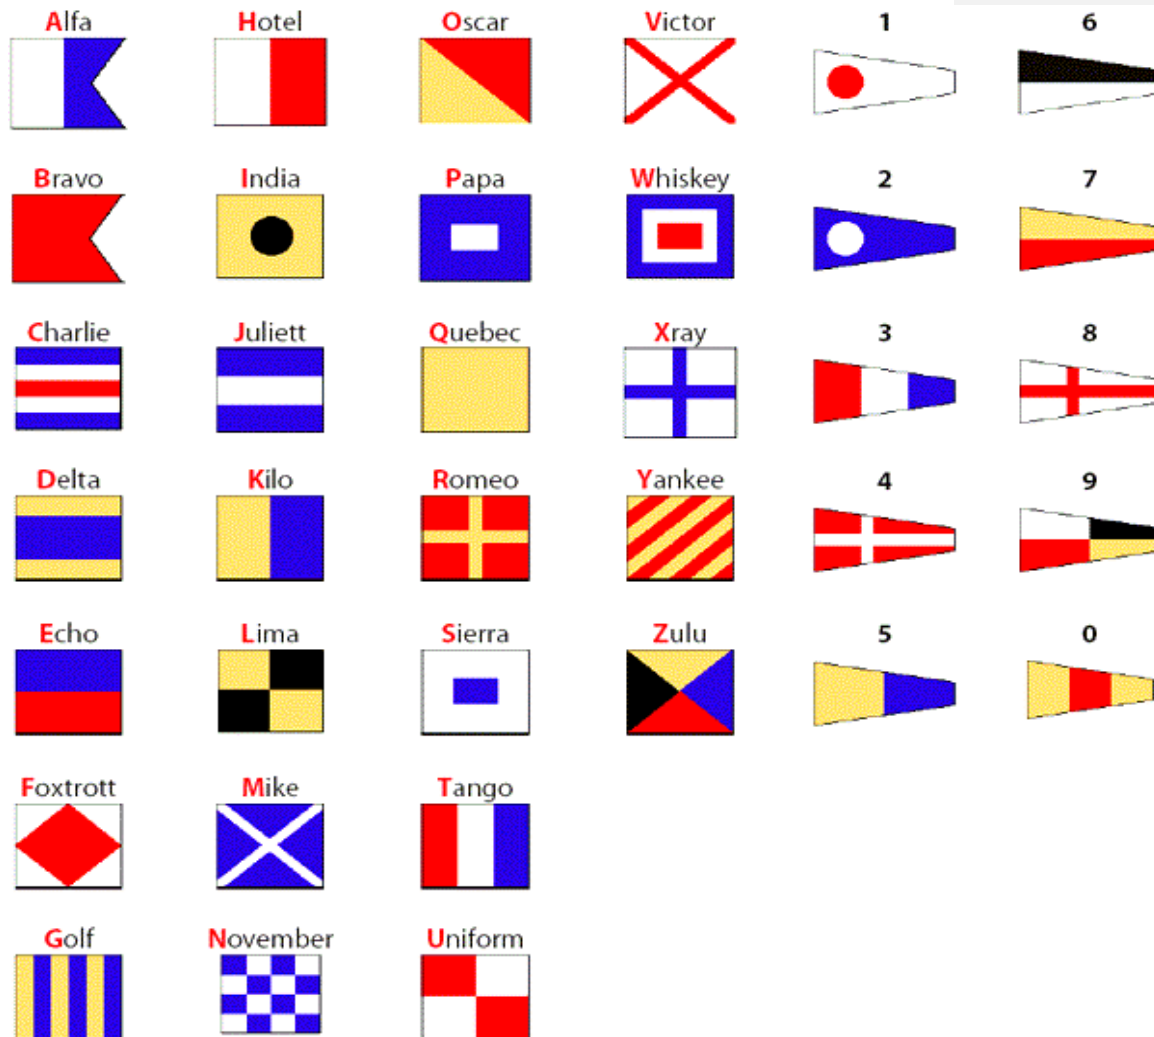 Alfa
Hotel
Oscar
Victor
1
6
Bravo
India
Papa
Whiskey
2
7
Charlie
Juliett
Quebec
Xray
3
8
Delta
Kilo
Romeo
Yankee
4
9
Echo
Lima
Sierra
Zulu
5
0
Foxtrott
Mike
Tango
Golf
November
Uniform